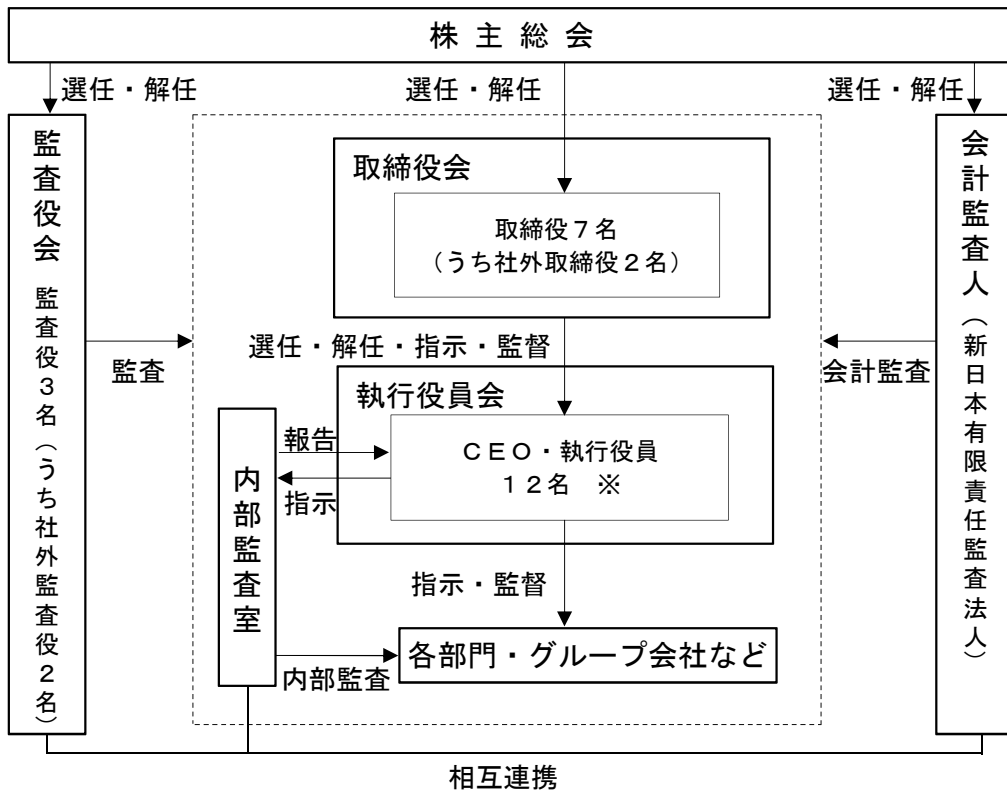 株主総会
選任・解任
選任・解任
選任・解任
監査役会 監査役3名(うち社外監査役2名)
取締役会
取締役7名
(うち社外取締役2名)
会計監査人(新日本有限責任監査法人)
監査
選任・解任・指示・監督
会計監査
執行役員会
報告
CEO・執行役員
12名 ※
指示
内部監査室
指示・監督
各部門・グループ会社など
内部監査
相互連携